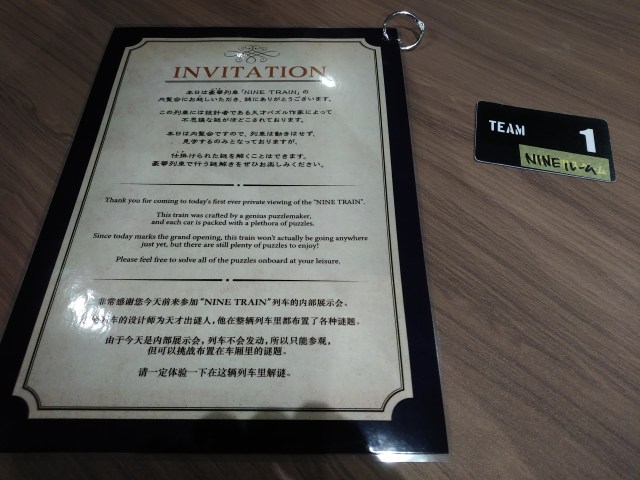 INVITATION
本日は豪華列車「NINE TRAIN」の
内覧会にお越しいただき、誠にありがとうございます。
この列車には設計者である天才パズル作家によって
不思議な謎がほどこされております。
本日は内覧会ですので、列車は動きはせず、
見学するのみとなっておりますが、
仕掛けられた謎を解くことはできます。
豪華列車で行う謎解きをぜひお楽しみください。
Thank you for coming to today's first ever private viewing of the "NINE TRAIN".
This train was crafted by a genius puzzlemaker,
and each car is packed with a plethora of puzzles.
Since today marks the grand opening, this train won't actually be going anywhere
just yet, but there are still plenty of puzzles to enjoy!
Please feel free to solve all of the puzzles onboard at your leisure.
非常感谢您今天前来参加“NINE TRAIN”列车的内部展示会。
列车的设计师为天才出谜人，他在整辆列车里都布置了各种谜题。
由于今天是内部展示会，列车不会发动，所以只能参观，
但可以挑战布置在车厢里的谜题。
请一定体验一下在这辆列车里解谜。
TEAM 1
NINEルーム